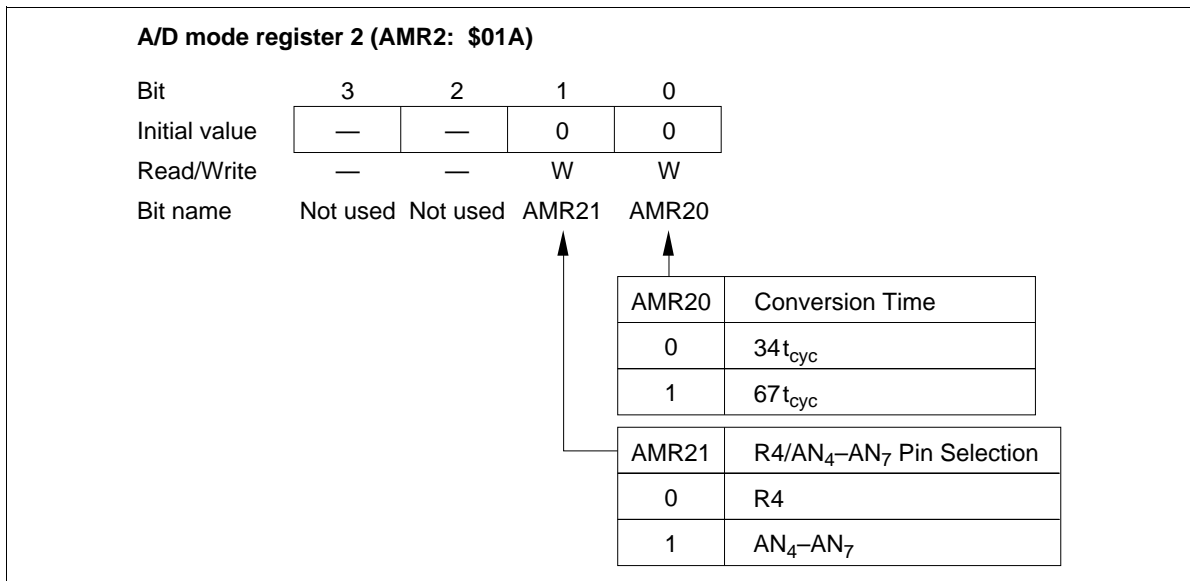 A/D mode register 2 (AMR2: $01A)
Bit 3 2 1 0
Initial value — — 0 0
Read/Write — — W W
Bit name Not used Not used AMR21 AMR20
AMR20 Conversion Time
0 34tcyc
1 67tcyc
AMR21 R4/AN4–AN7 Pin Selection
0 R4
1 AN4–AN7